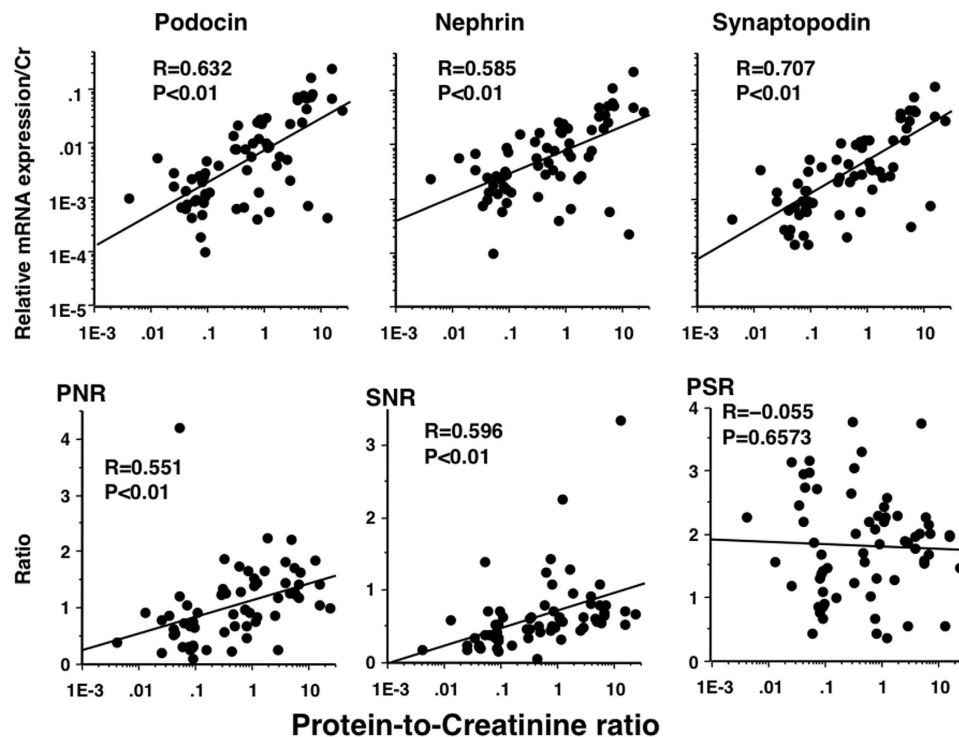 Podocin
Nephrin
Synaptopodin
Relative mRNA expression/Cr
R=0.632
P<0.01
R=0.585
P<0.01
R=0.707
P<0.01
.1
.01
1E-3
1E-4
1E-5
1E-3 .01 .1 1 10
1E-3 .01 .1 1 10
1E-3 .01 .1 1 10
PNR
SNR
PSR
Ratio
R=0.551
P<0.01
R=0.596
P<0.01
R=−0.055
P=0.6573
4
3
2
1
0
3
2
1
0
4
3
2
1
0
1E-3 .01 .1 1 10
1E-3 .01 .1 1 10
1E-3 .01 .1 1 10
Protein-to-Creatinine ratio